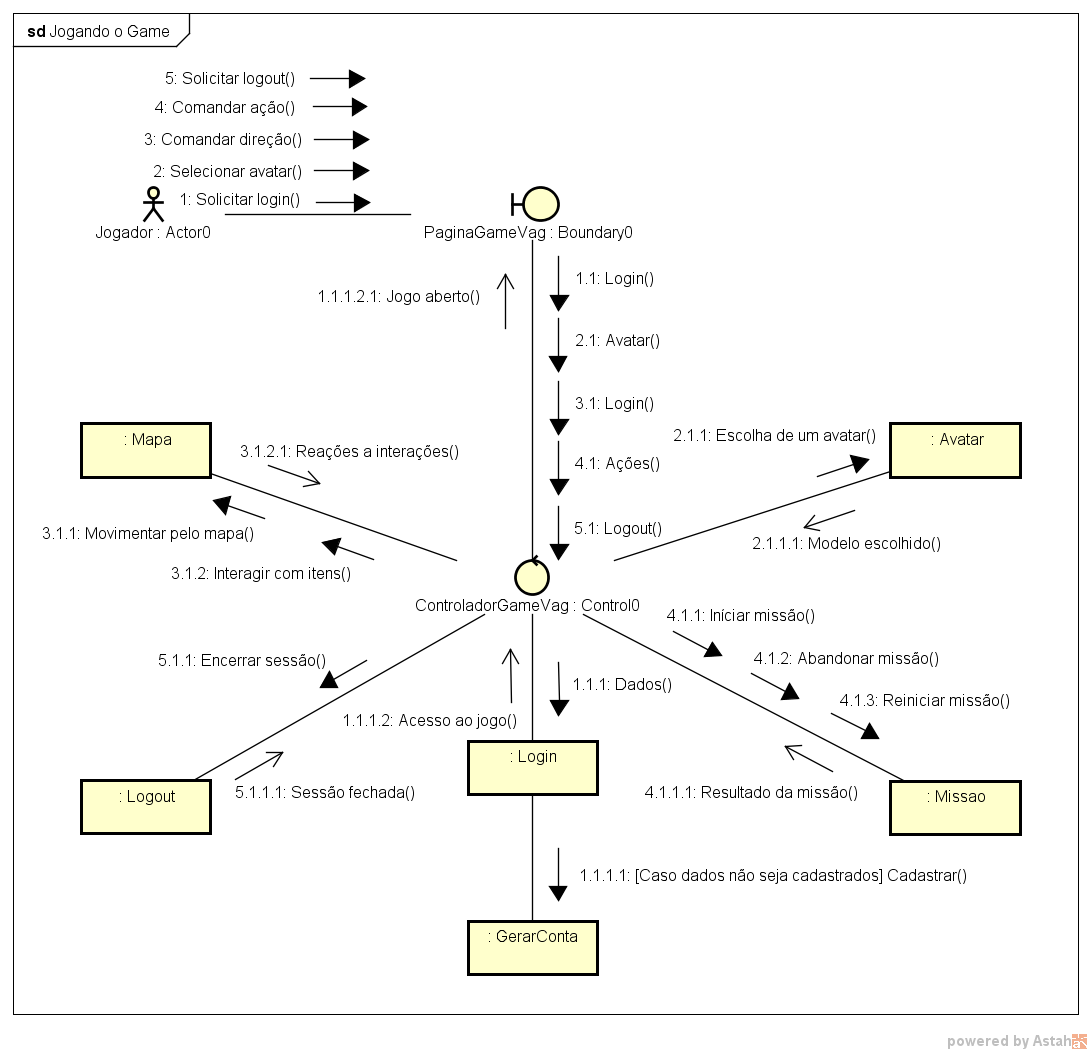 sd Jogando o Game
5: Solicitar logout()
4: Comandar ação()
3: Comandar direção()
2: Selecionar avatar()
1: Solicitar login()
Jogador : Actor0
PaginaGameVag : Boundary0
1.1: Login()
1.1.1.2.1: Jogo aberto()
2.1: Avatar()
3.1: Login()
: Mapa
2.1.1: Escolha de um avatar()
: Avatar
3.1.2.1: Reações a interações()
4.1: Ações()
3.1.1: Movimentar pelo mapa()
5.1: Logout()
2.1.1.1: Modelo escolhido()
3.1.2: Interagir com itens()
ControladorGameVag : Control0
4.1.1: Iníciar missão()
5.1.1: Encerrar sessão()
4.1.2: Abandonar missão()
1.1.1: Dados()
4.1.3: Reiniciar missão()
1.1.1.2: Acesso ao jogo()
: Login
5.1.1.1: Sessão fechada()
4.1.1.1: Resultado da missão()
: Logout
: Missao
1.1.1.1: [Caso dados não seja cadastrados] Cadastrar()
: GerarConta
powered by Astah